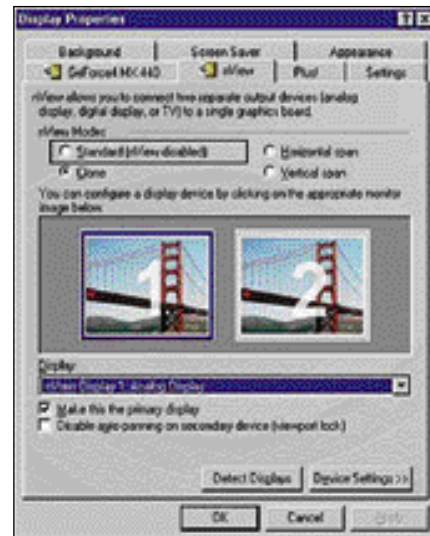 Display Properties
Background
Screen Saver
Appearance
GeForce4 MX 440
nView
Plus!
Settings
nView allows you to connect two separate output devices (analog
display, digital display, or TV) to a single graphics board.
nView Modes:
Standard (nView disabled)
Horizontal span
Clone
Vertical span
You can configure a display device by clicking on the appropriate monitor
image below.
1
2
Display
nView Display 1: Analog Display
Make this the primary display
Disable auto-panning on secondary device (viewport lock)
Detect Displays
Device Settings >>
OK
Cancel
Apply